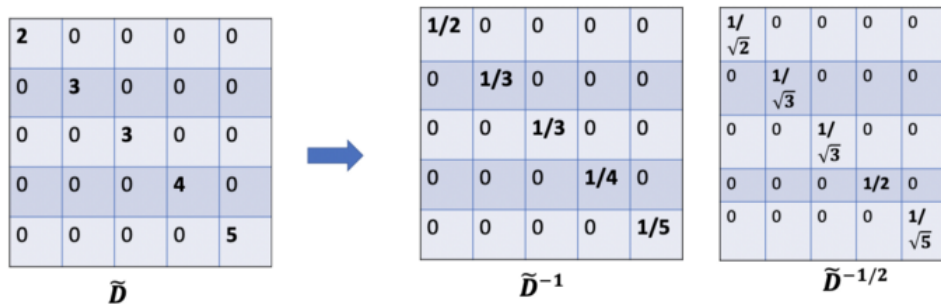 2 0 0 0 0
0 3 0 0 0
0 0 3 0 0
0 0 0 4 0
0 0 0 0 5
D̃
1/2 0 0 0 0
0 1/3 0 0 0
0 0 1/3 0 0
0 0 0 1/4 0
0 0 0 0 1/5
D̃⁻¹
1/√2 0 0 0 0
0 1/√3 0 0 0
0 0 1/√3 0 0
0 0 0 1/2 0
0 0 0 0 1/√5
D̃⁻¹/²